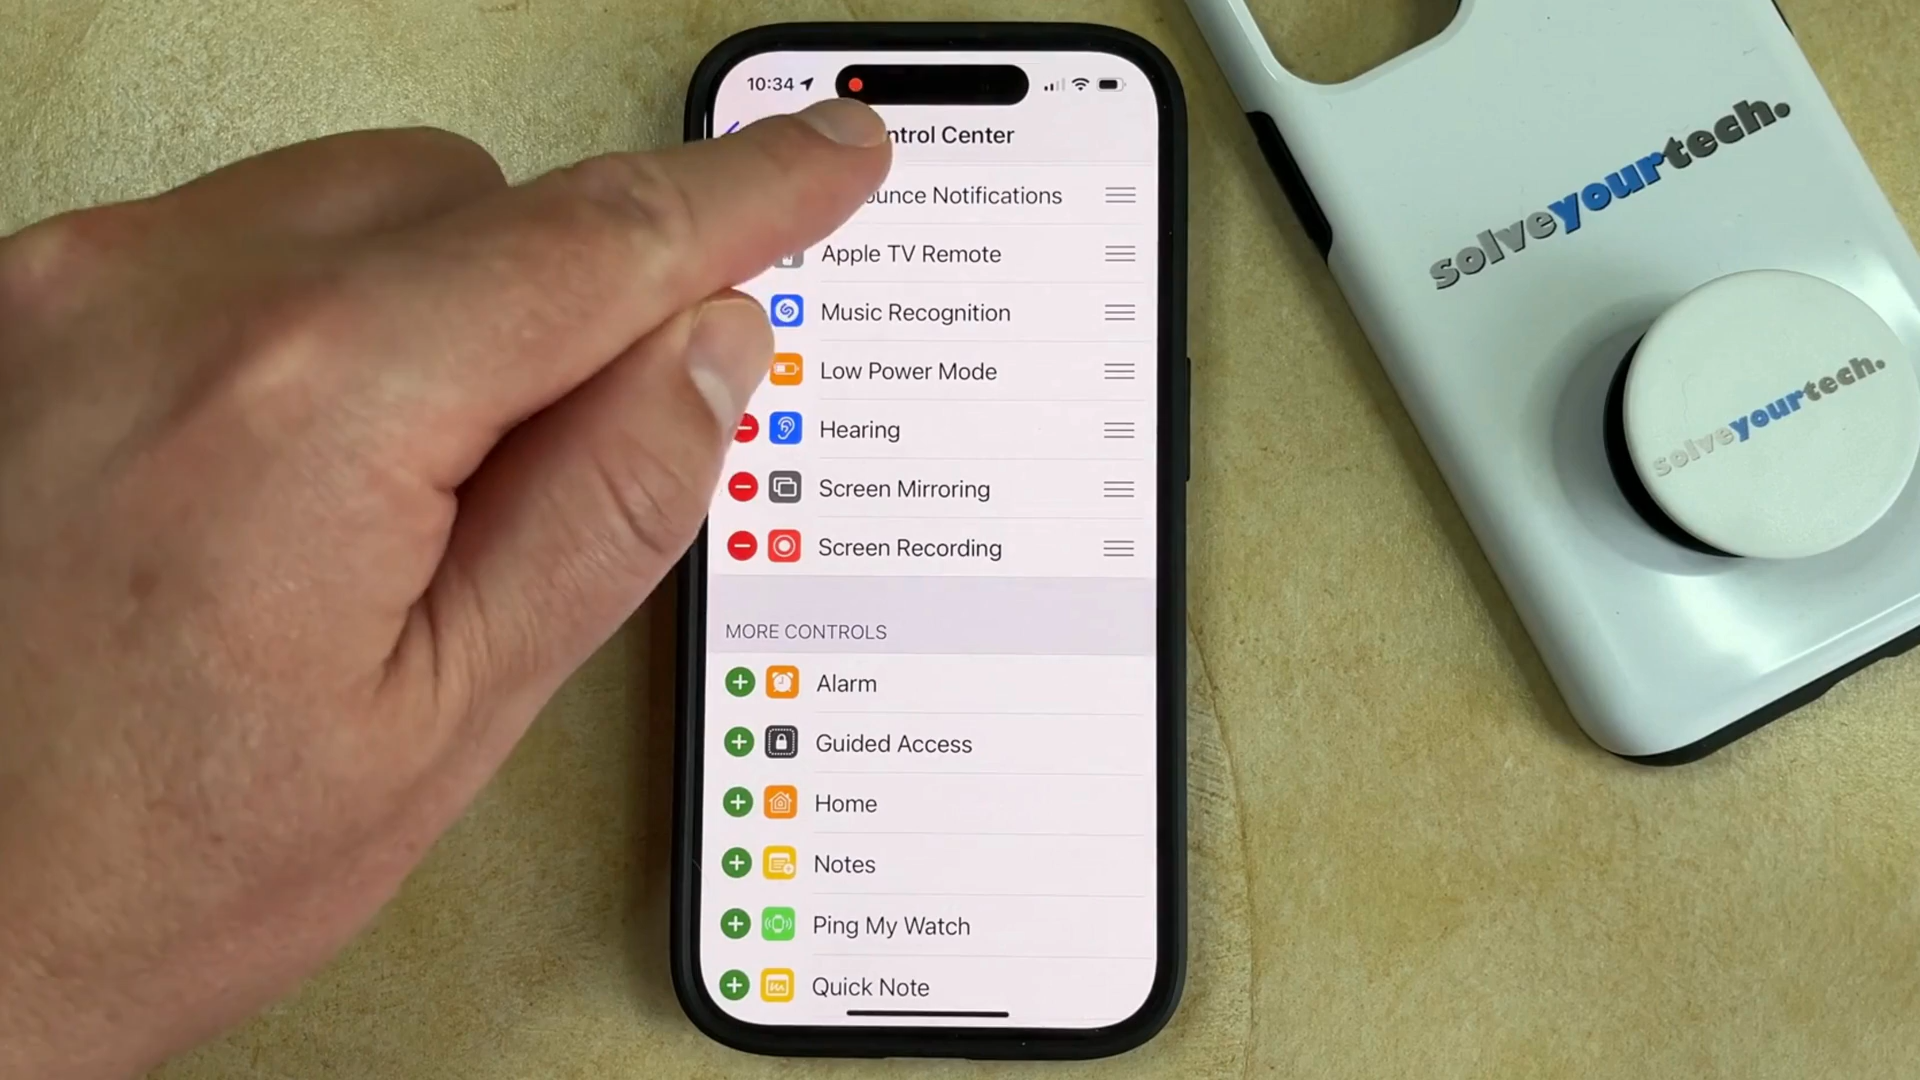 10:34
ntrol Center
ounce Notifications
Apple TV Remote
Music Recognition
Low Power Mode
Hearing
Screen Mirroring
Screen Recording
MORE CONTROLS
Alarm
Guided Access
Home
Notes
Ping My Watch
Quick Note
solveyourtech.
solveyourtech.